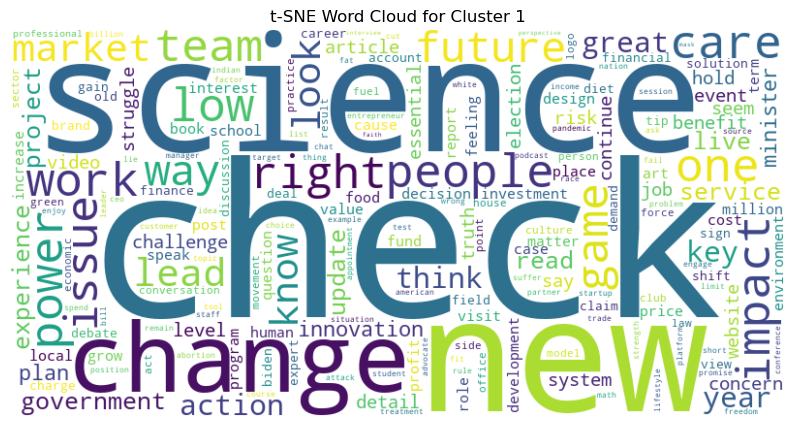 t-SNE Word Cloud for Cluster 1
professional billion career interview cut perspective mask
market team look article future great care
science
sector gain old indian factor practice fat account logo financial nation solution hold term
project struggle low interest result fuel entrepreneur essential feeling white income design session diet event minister
increase brand book school list cause report election risk pandemic tip ask source seem benefit
video lie manager discussion target chat thing faith podcast person continue fail live
work way right people place one
green enjoy ceo leader finance deal food decision investment race art job problem service
experience power issue economic customer idea value wrong house demand force million
check
challenge post topic choice test truth culture matter cost key
speak question example point case sign environment
lead know update fund think read game say engage shift impact
conversation movement appointment american field suffer partner startup claim club limit price website
spend bill tool staff situation visit trade law
debate remain level human innovation side model strength platform short conference
local grow act abortion program biden expert profit advocate fit rule role office development system view promise
change new
plan position charge attack student concern
government action course treatment detail math lifestyle year freedom